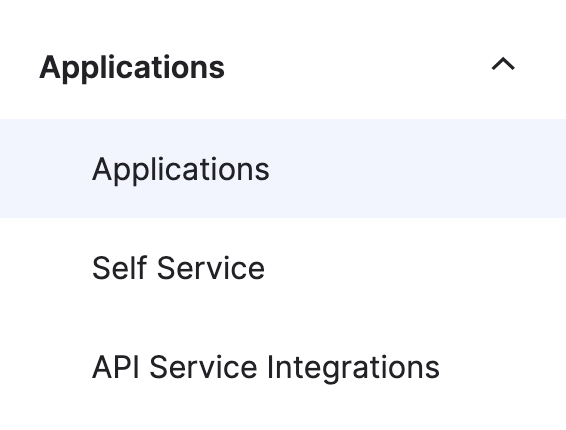 Applications
Applications
Self Service
API Service Integrations